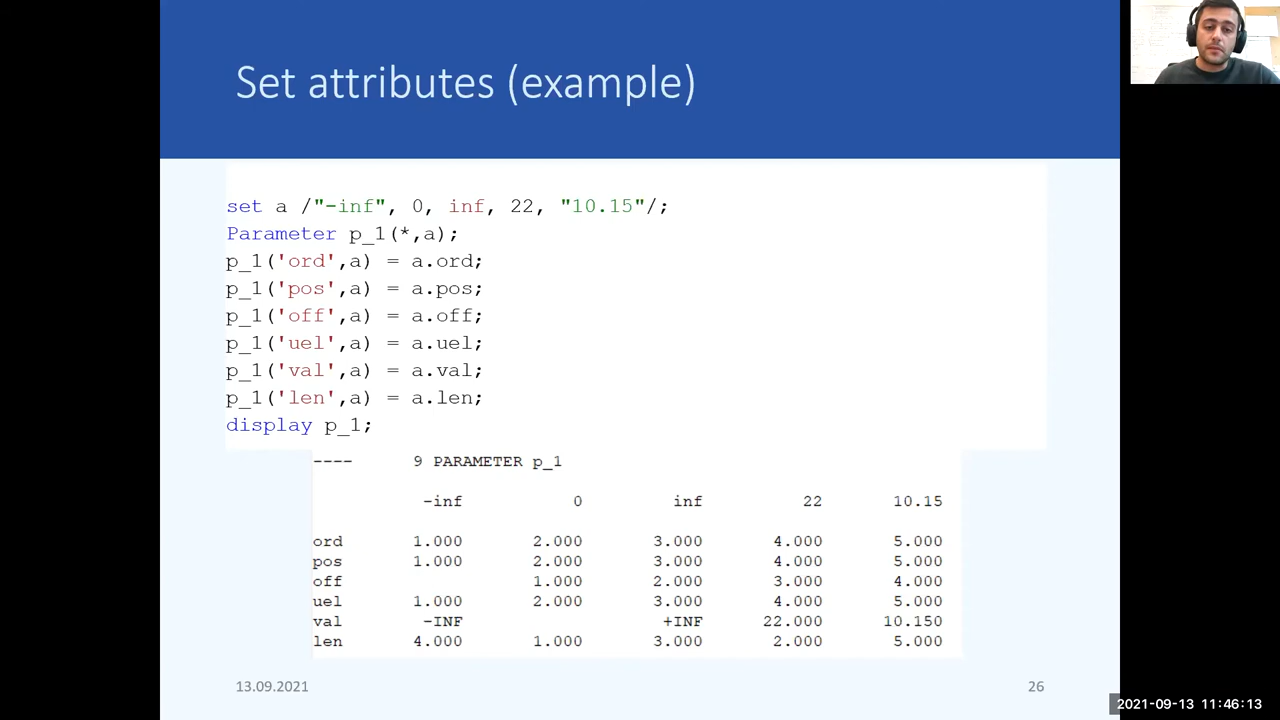 Set attributes (example)
set a /"-inf", 0, inf, 22, "10.15"/;
Parameter p_1(*,a);
p_1('ord',a) = a.ord;
p_1('pos',a) = a.pos;
p_1('off',a) = a.off;
p_1('uel',a) = a.uel;
p_1('val',a) = a.val;
p_1('len',a) = a.len;
display p_1;
---- 9 PARAMETER p_1
-inf 0 inf 22 10.15
ord 1.000 2.000 3.000 4.000 5.000
pos 1.000 2.000 3.000 4.000 5.000
off 1.000 2.000 3.000 4.000
uel 1.000 2.000 3.000 4.000 5.000
val -INF +INF 22.000 10.150
len 4.000 1.000 3.000 2.000 5.000
13.09.2021 26
2021-09-13 11:46:13